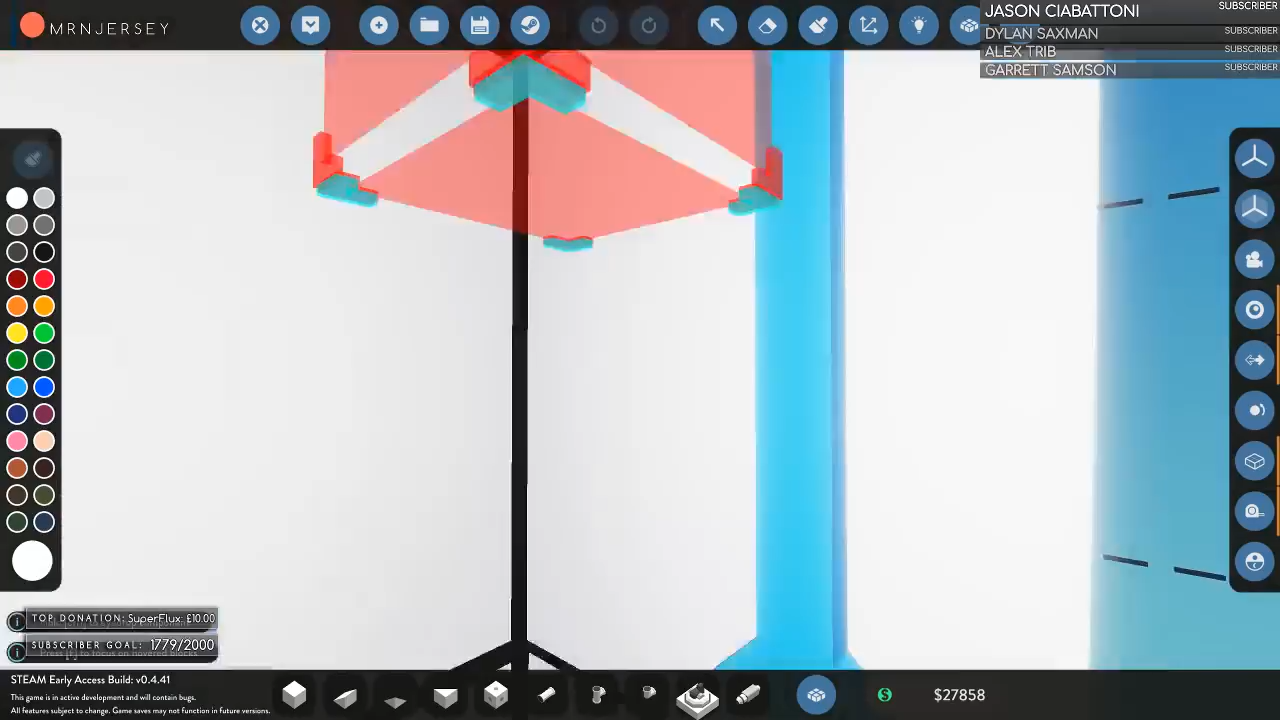 MRNJERSEY
JASON CIABATTONI SUBSCRIBER
DYLAN SAXMAN SUBSCRIBER
ALEX TRIB SUBSCRIBER
GARRETT SAMSON SUBSCRIBER
TOP DONATION: SuperFlux: £10.00
SUBSCRIBER GOAL: 1779/2000
STEAM Early Access Build: v0.4.41
This game is in active development and will contain bugs.
All features subject to change. Game saves may not function in future versions.
$ $27858